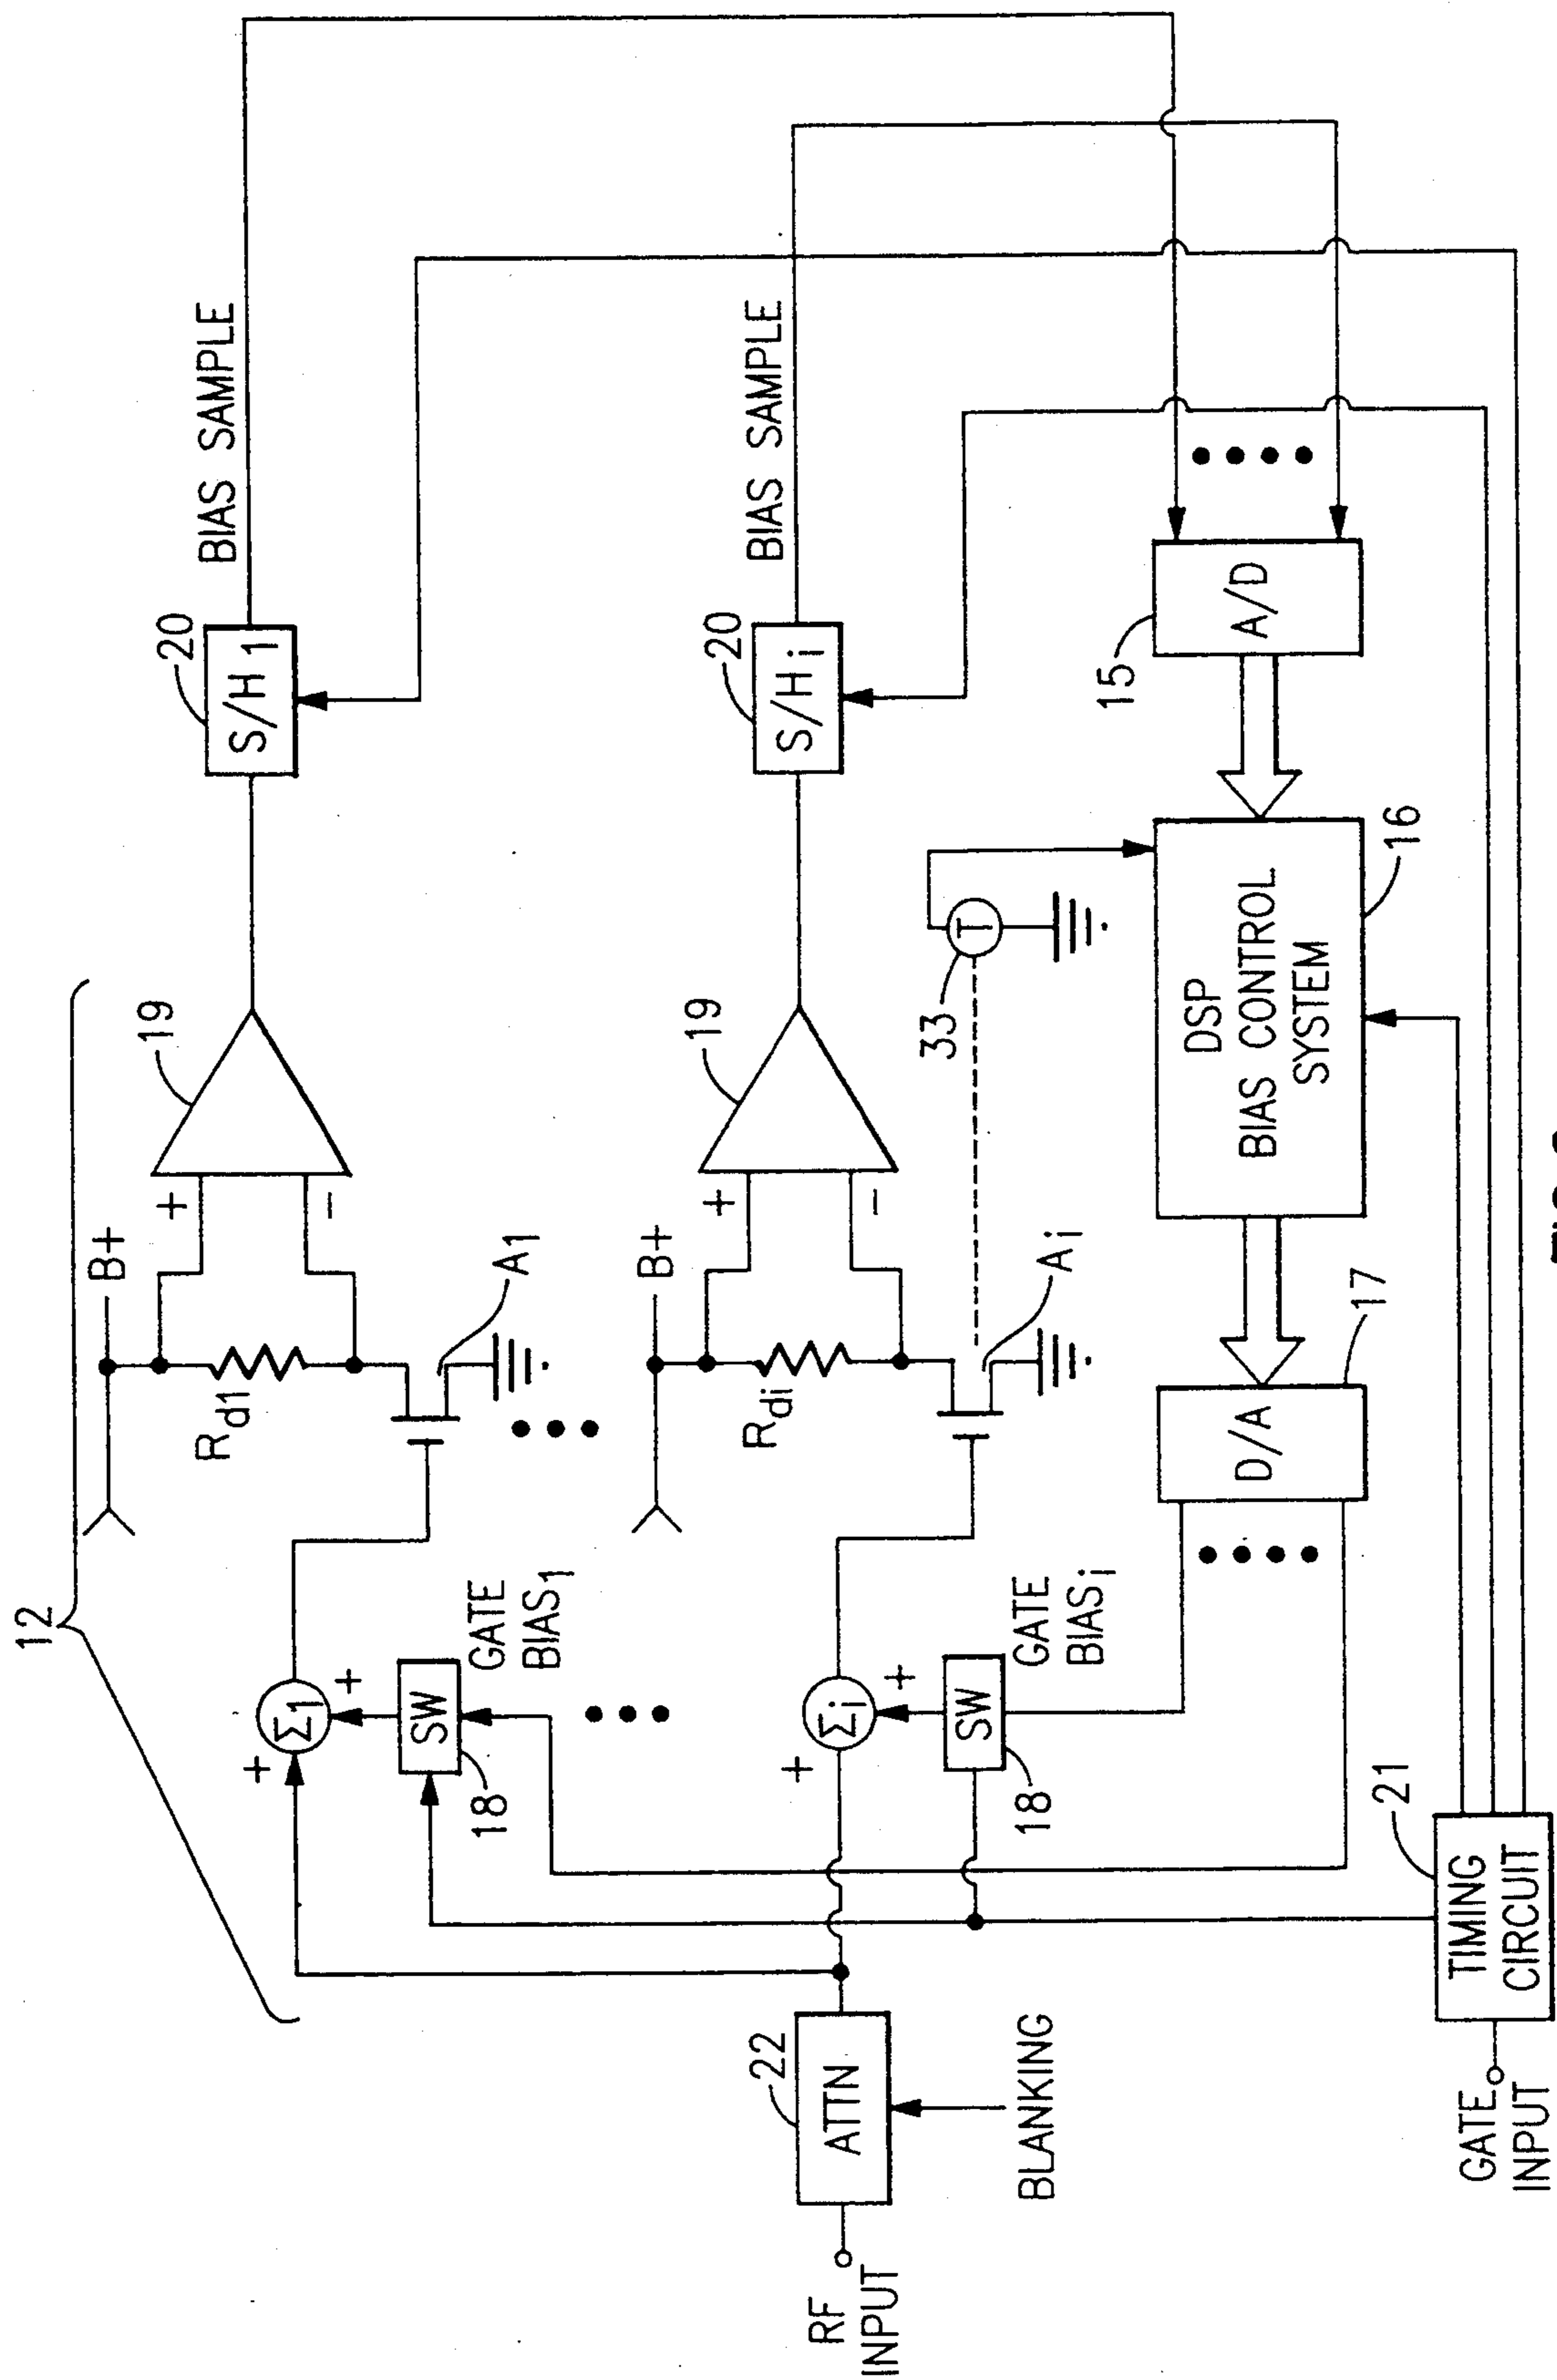 12
B+
+
-
19
20
S/H 1
BIAS SAMPLE
Rd1
A1
+
Σ1
+
SW
18
GATE
BIAS1
B+
+
-
19
20
S/H i
BIAS SAMPLE
Rdi
Ai
33
T
+
Σi
+
SW
18
GATE
BIASi
RF
INPUT
22
ATTN
BLANKING
D/A
17
DSP
BIAS CONTROL
SYSTEM
16
15
A/D
GATE
INPUT
21
TIMING
CIRCUIT